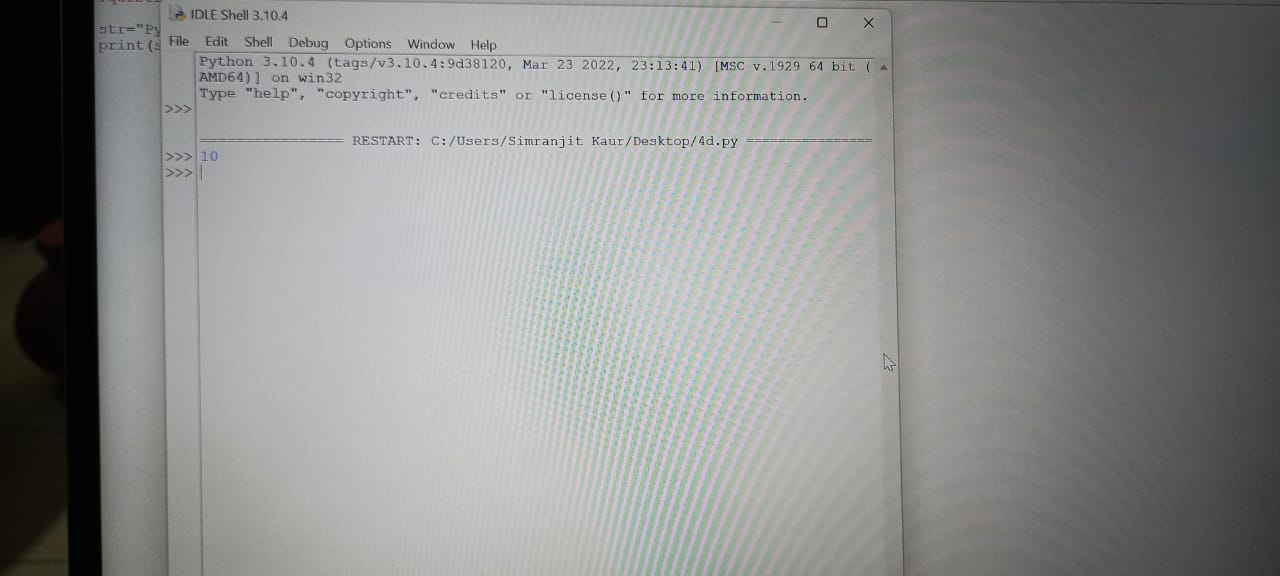 str="Py
print(s
IDLE Shell 3.10.4
File Edit Shell Debug Options Window Help
Python 3.10.4 (tags/v3.10.4:9d38120, Mar 23 2022, 23:13:41) [MSC v.1929 64 bit (
AMD64)] on win32
Type "help", "copyright", "credits" or "license()" for more information.
>>>
================ RESTART: C:/Users/Simranjit Kaur/Desktop/4d.py ===============
>>> 10
>>>